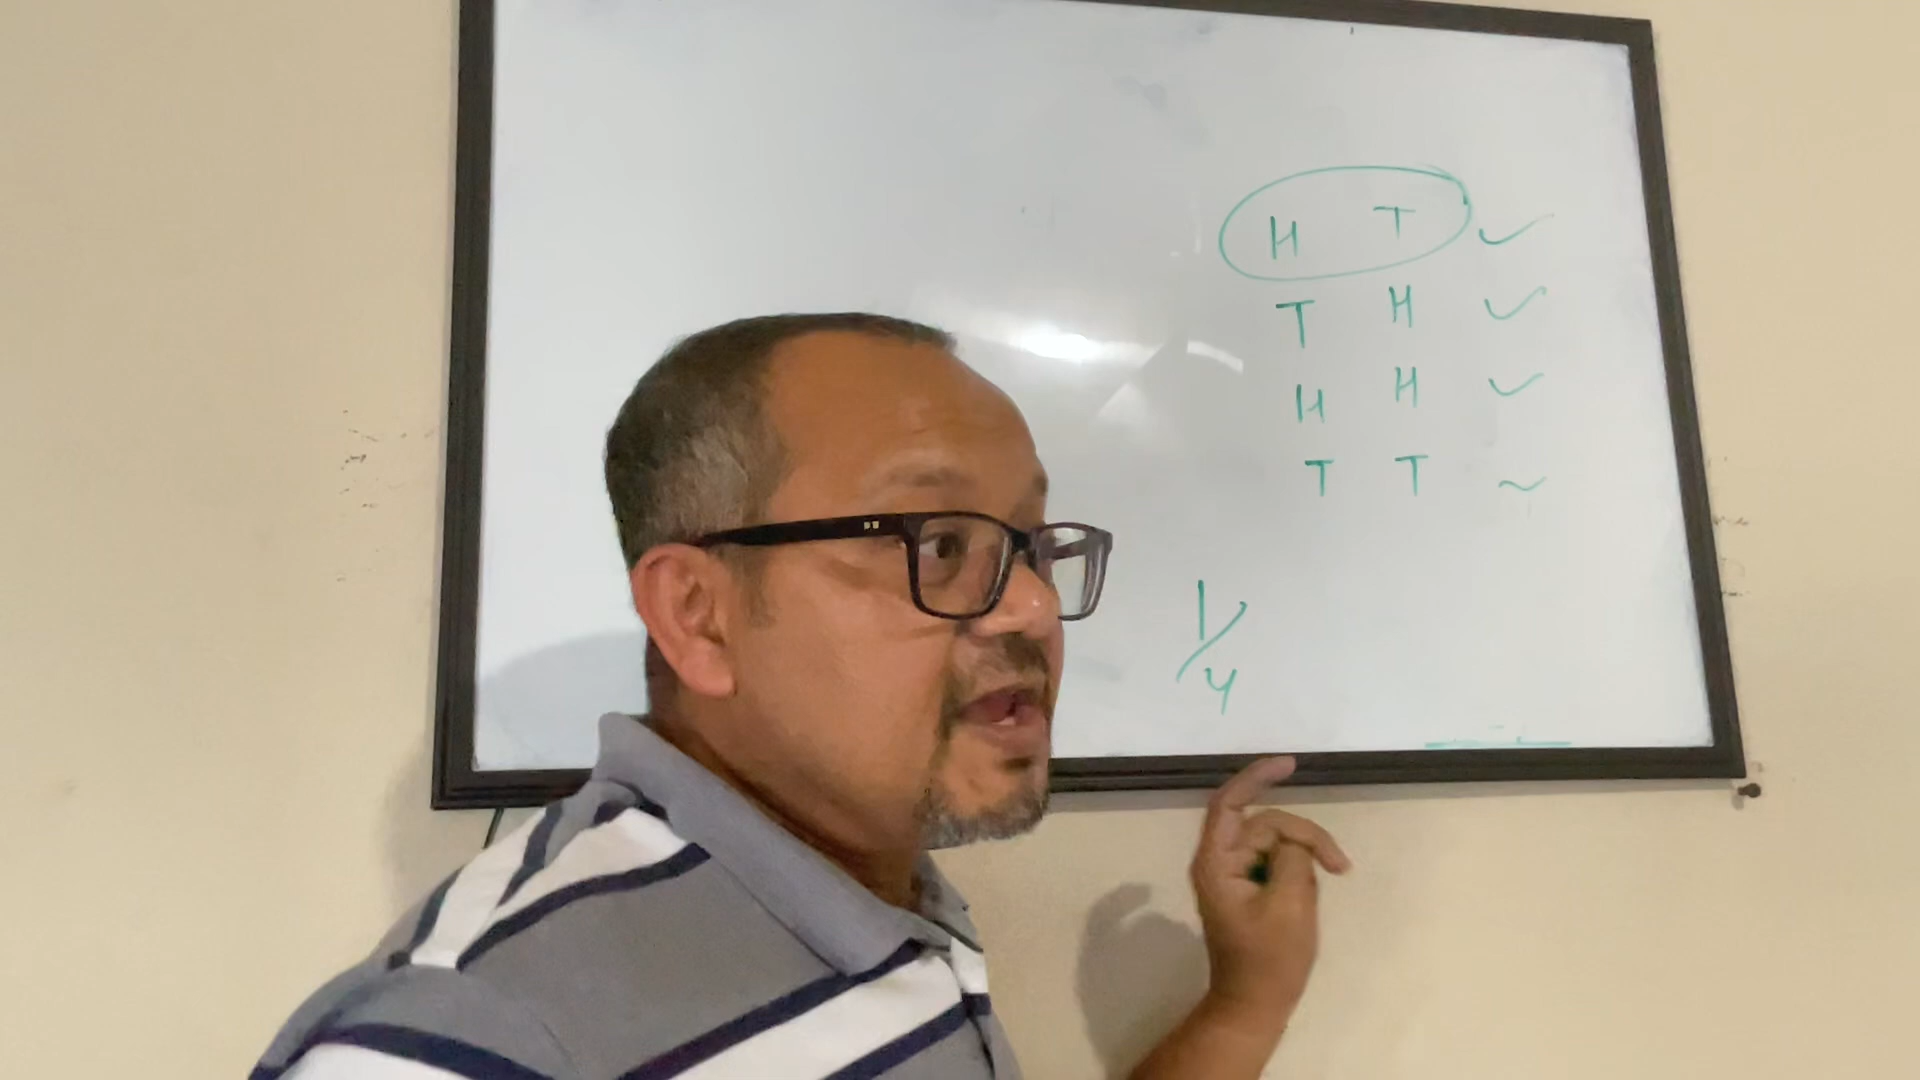 H T ✓
T H ✓
H H ✓
T T ~
1/4